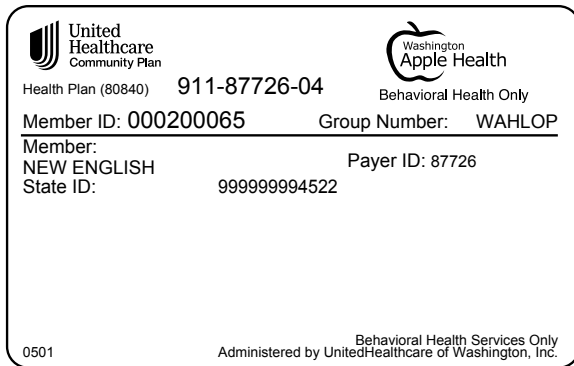 United
Healthcare
Community Plan
Washington
Apple Health
Health Plan (80840) 911-87726-04
Behavioral Health Only
Member ID: 000200065 Group Number: WAHLOP
Member:
NEW ENGLISH
Payer ID: 87726
State ID: 999999994522
Behavioral Health Services Only
0501 Administered by UnitedHealthcare of Washington, Inc.